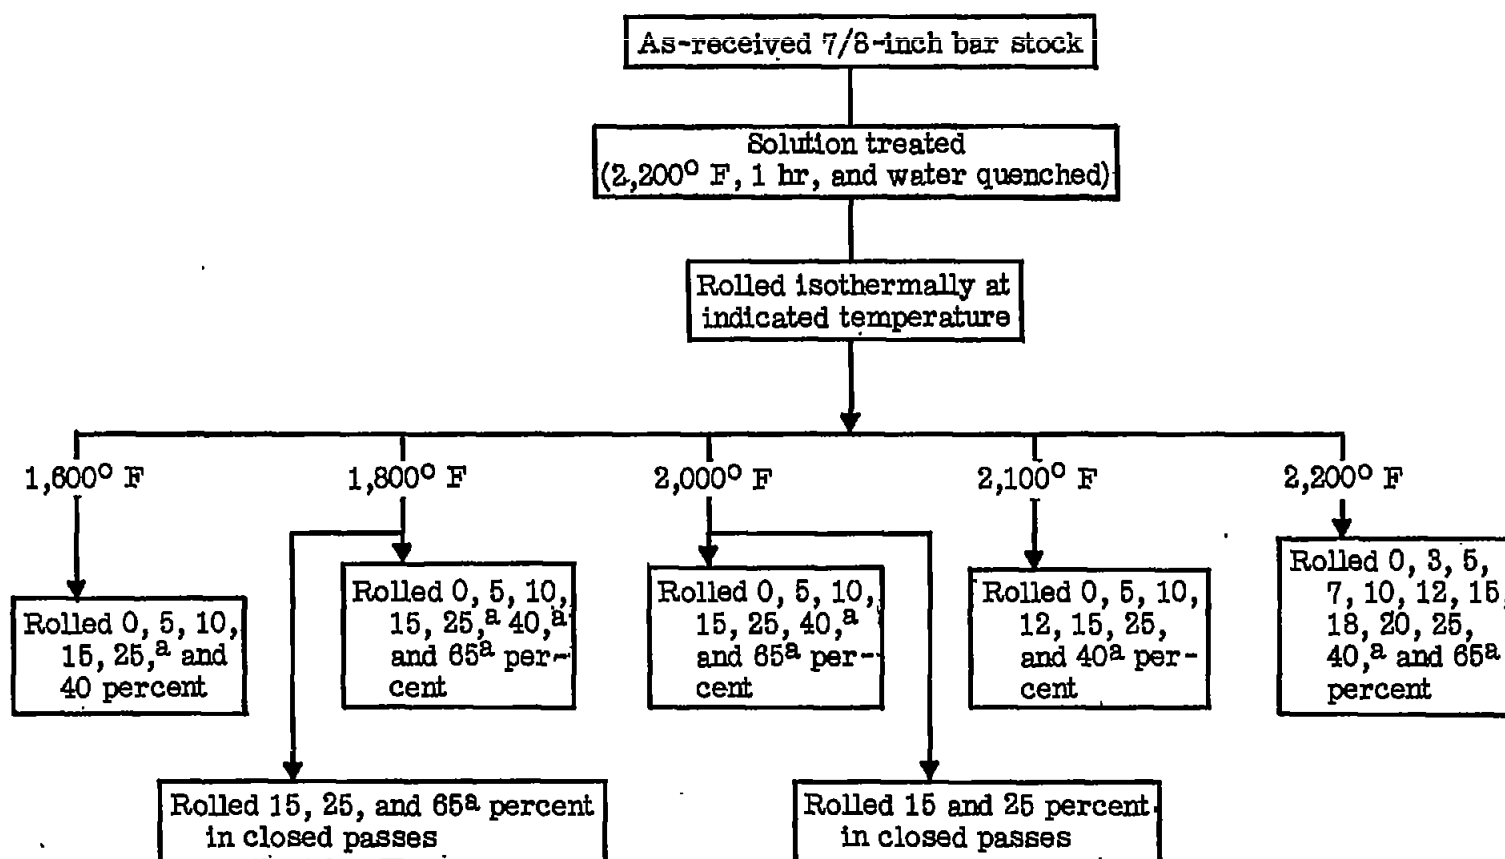 As-received 7/8-inch bar stock
Solution treated
(2,200° F, 1 hr, and water quenched)
Rolled isothermally at
indicated temperature
1,600° F
1,800° F
2,000° F
2,100° F
2,200° F
Rolled 0, 5, 10,
15, 25,ᵃ and
40 percent
Rolled 0, 5, 10,
15, 25,ᵃ 40,ᵃ
and 65ᵃ per-
cent
Rolled 0, 5, 10,
15, 25, 40,ᵃ
and 65ᵃ per-
cent
Rolled 0, 5, 10,
12, 15, 25,
and 40ᵃ per-
cent
Rolled 0, 3, 5,
7, 10, 12, 15,
18, 20, 25,
40,ᵃ and 65ᵃ
percent
Rolled 15, 25, and 65ᵃ percent
in closed passes
Rolled 15 and 25 percent
in closed passes